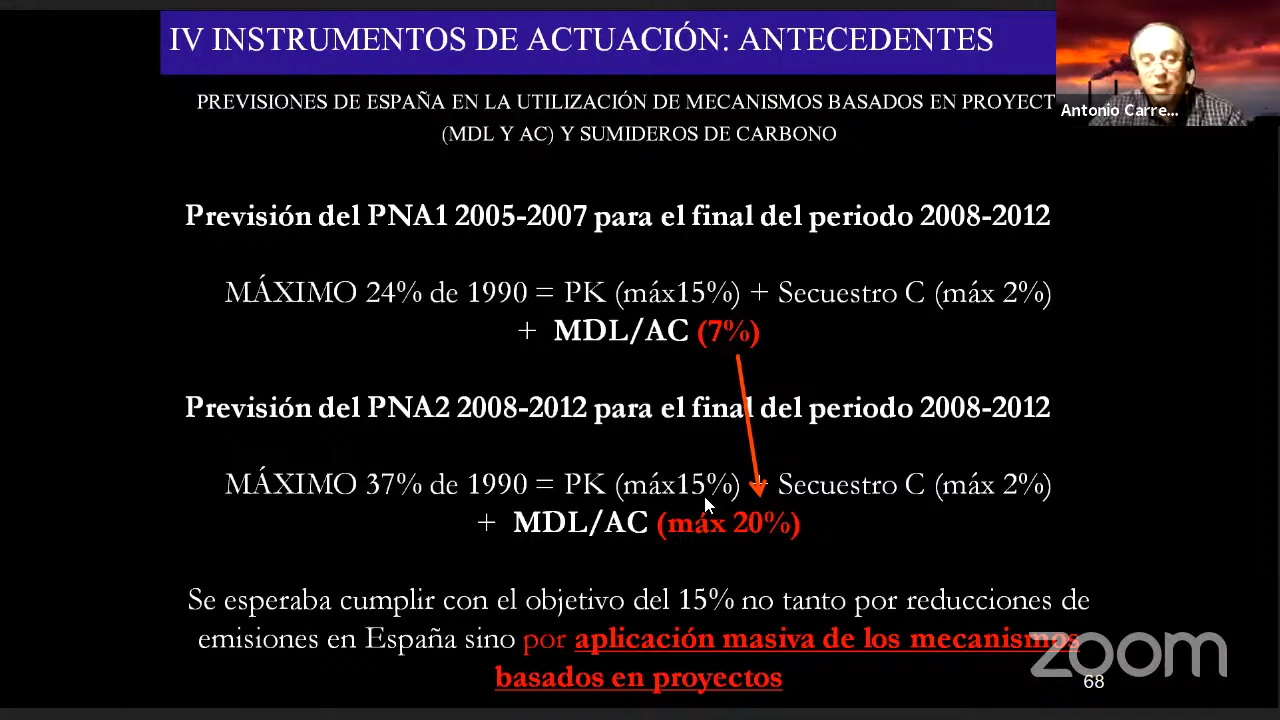 IV INSTRUMENTOS DE ACTUACIÓN: ANTECEDENTES
PREVISIONES DE ESPAÑA EN LA UTILIZACIÓN DE MECANISMOS BASADOS EN PROYECT
(MDL Y AC) Y SUMIDEROS DE CARBONO
Antonio Carre...
Previsión del PNA1 2005-2007 para el final del periodo 2008-2012
MÁXIMO 24% de 1990 = PK (máx15%) + Secuestro C (máx 2%)
+ MDL/AC (7%)
Previsión del PNA2 2008-2012 para el final del periodo 2008-2012
MÁXIMO 37% de 1990 = PK (máx15%) + Secuestro C (máx 2%)
+ MDL/AC (máx 20%)
Se esperaba cumplir con el objetivo del 15% no tanto por reducciones de
emisiones en España sino por aplicación masiva de los mecanismos
basados en proyectos
zoom
68